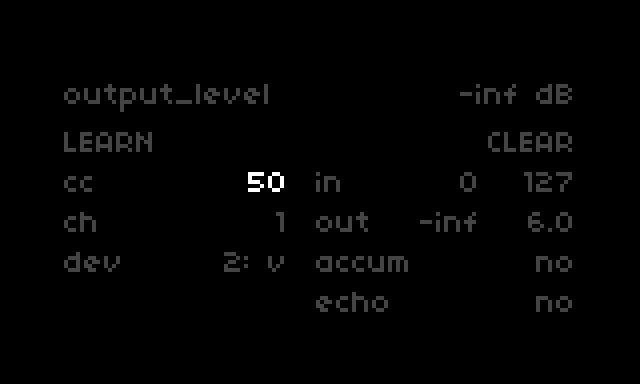 output_level -inf dB
LEARN CLEAR
cc 50 in 0 127
ch 1 out -inf 6.0
dev 2: v accum no
echo no